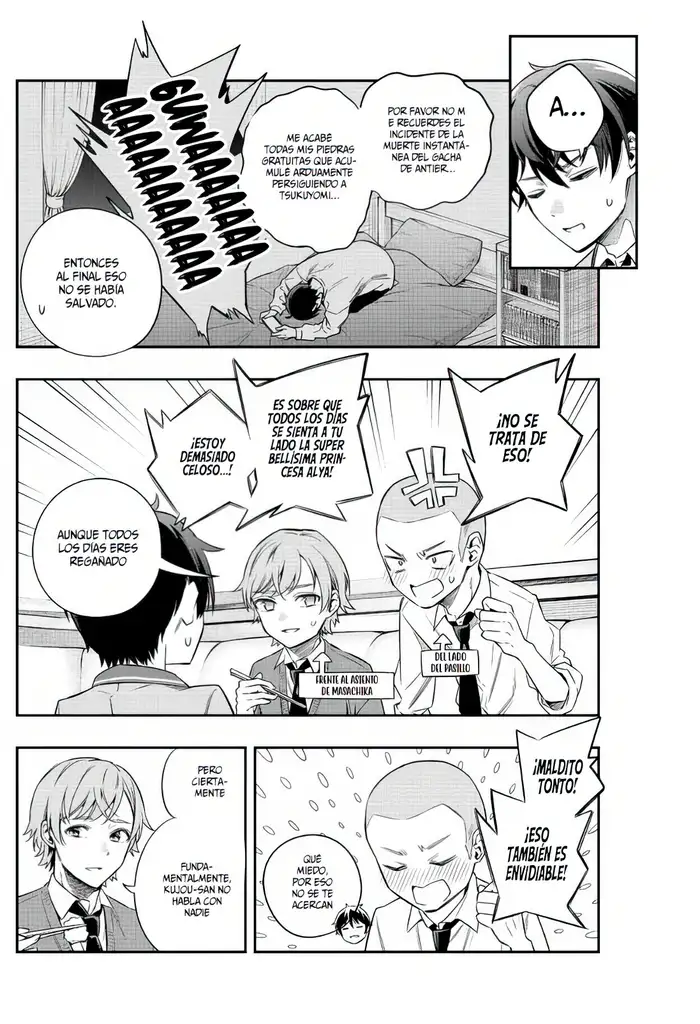 A...
POR FAVOR NO M
E RECUERDES EL
INCIDENTE DE LA
MUERTE INSTANTÁ-
NEA DEL GACHA
DE ANTIER...
ME ACABÉ
TODAS MIS PIEDRAS
GRATUITAS QUE ACU-
MULÉ ARDUAMENTE
PERSIGUIENDO A
TSUKUYOMI...
GUWAAAAAAA
AAAAAAAAAA
ENTONCES
AL FINAL ESO
NO SE HABÍA
SALVADO.
¡NO SE
TRATA DE
ESO!
ES SOBRE QUE
TODOS LOS DÍAS
SE SIENTA A TU
LADO LA SUPER
BELLÍSIMA PRIN-
CESA ALYA!
¡ESTOY
DEMASIADO
CELOSO...!
AUNQUE TODOS
LOS DÍAS ERES
REGAÑADO
DEL LADO
DEL PASILLO
FRENTE AL ASIENTO
DE MASACHIKA
¡MALDITO
TONTO!
¡ESO
TAMBIÉN ES
ENVIDIABLE!
QUÉ
MIEDO,
POR ESO
NO SE TE
ACERCAN
PERO
CIERTA-
MENTE
FUNDA-
MENTALMENTE,
KUJOU-SAN NO
HABLA CON
NADIE